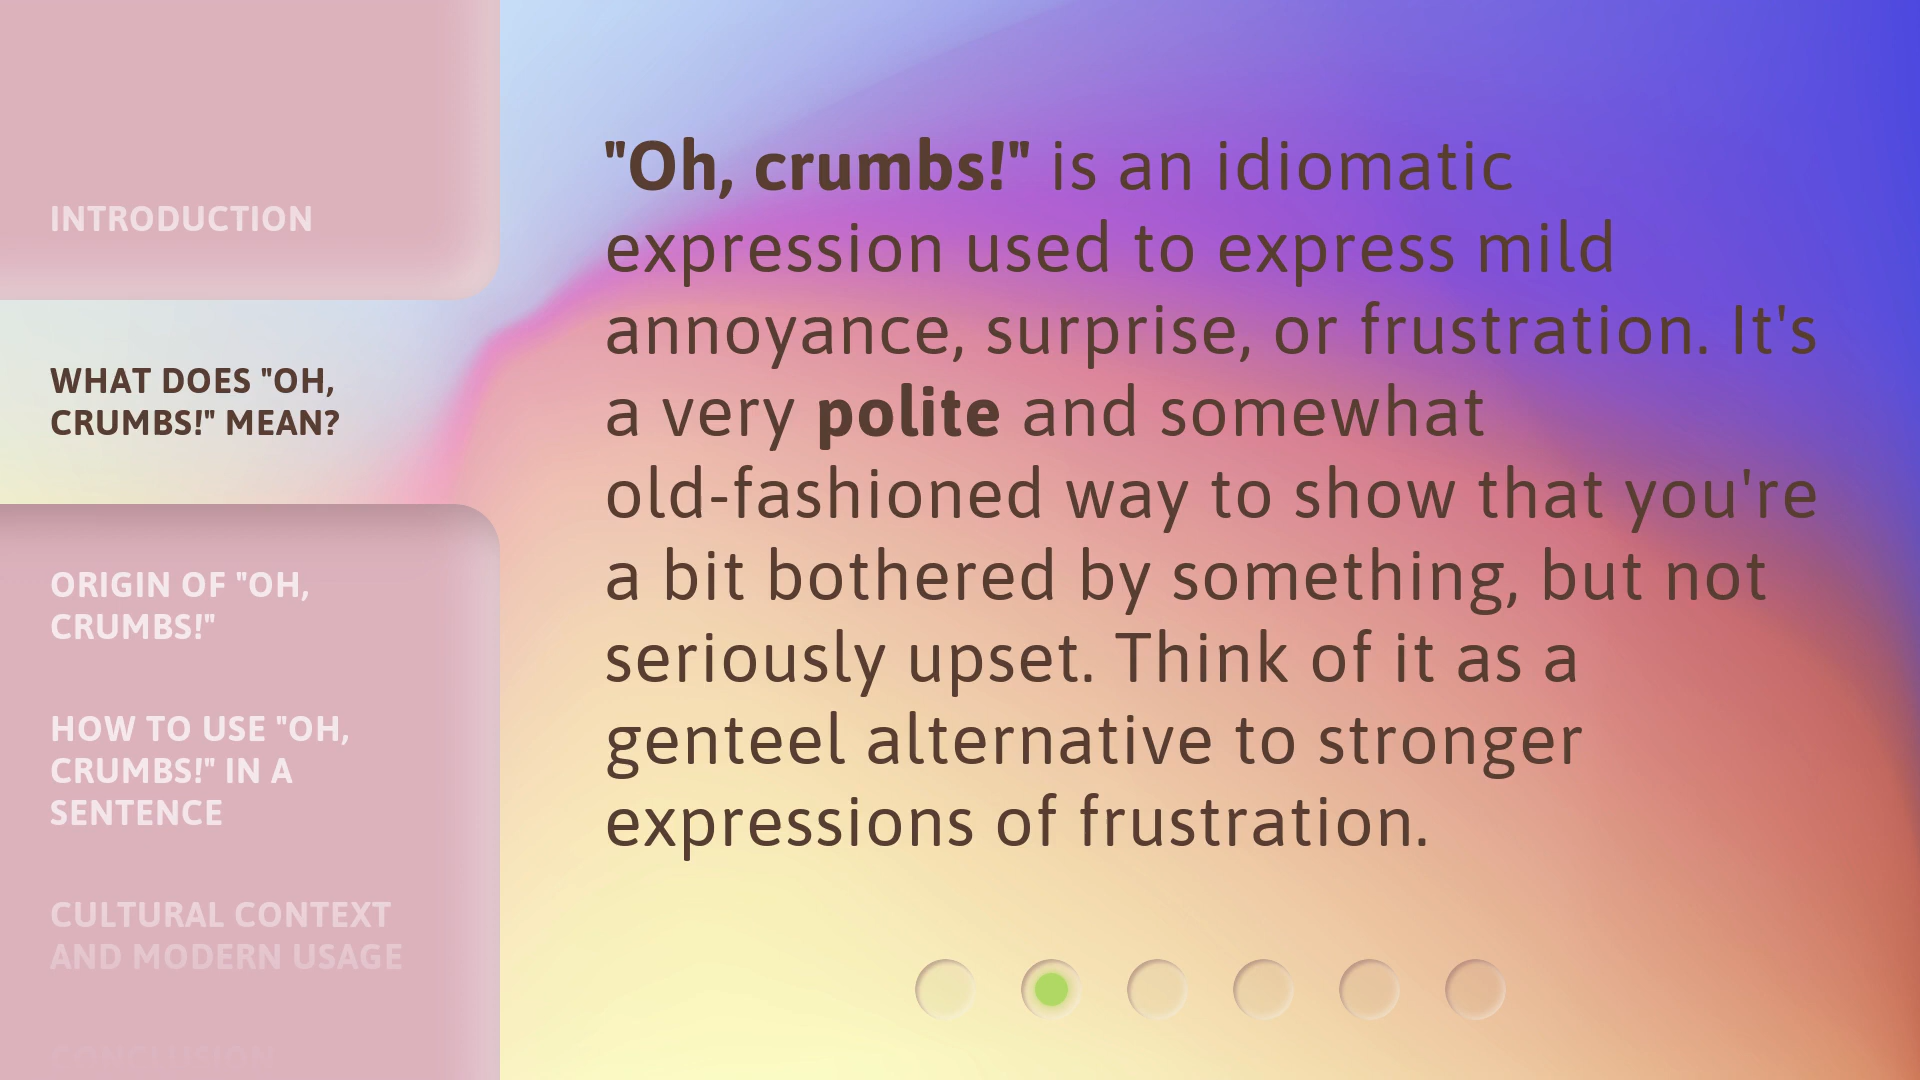 INTRODUCTION
WHAT DOES "OH,
CRUMBS!" MEAN?
ORIGIN OF "OH,
CRUMBS!"
HOW TO USE "OH,
CRUMBS!" IN A
SENTENCE
CULTURAL CONTEXT
AND MODERN USAGE
CONCLUSION
"Oh, crumbs!" is an idiomatic
expression used to express mild
annoyance, surprise, or frustration. It's
a very polite and somewhat
old-fashioned way to show that you're
a bit bothered by something, but not
seriously upset. Think of it as a
genteel alternative to stronger
expressions of frustration.